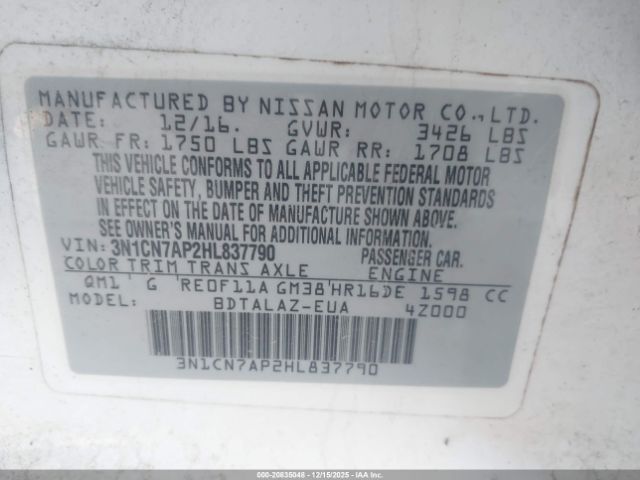 MANUFACTURED BY NISSAN MOTOR CO., LTD.
DATE: 12/16. GVWR: 3426 LBS
GAWR FR: 1750 LBS GAWR RR: 1708 LBS
THIS VEHICLE CONFORMS TO ALL APPLICABLE FEDERAL MOTOR
VEHICLE SAFETY, BUMPER AND THEFT PREVENTION STANDARDS
IN EFFECT ON THE DATE OF MANUFACTURE SHOWN ABOVE.
SEE OWNER'S MANUAL FOR ADDITIONAL INFORMATION.
VIN: 3N1CN7AP2HL837790 PASSENGER CAR.
COLOR TRIM TRANS AXLE ENGINE
QM1 G RE0F11A GM38 HR16DE 1598 CC
MODEL: BDTALAZ-EUA 4Z000
3N1CN7AP2HL837790
000-20835048 - 12/15/2025 - IAAI.COM